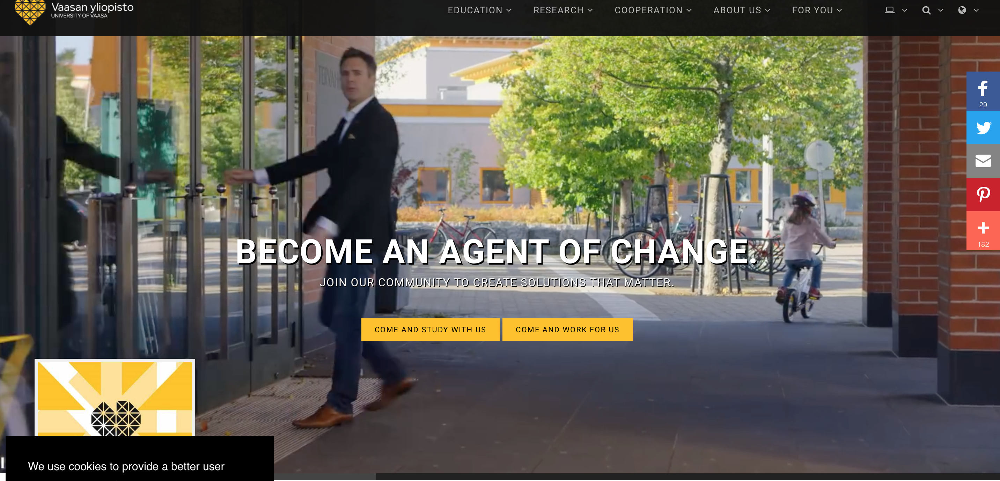 Vaasan yliopisto
UNIVERSITY OF VAASA
EDUCATION
RESEARCH
COOPERATION
ABOUT US
FOR YOU
29
182
BECOME AN AGENT OF CHANGE.
JOIN OUR COMMUNITY TO CREATE SOLUTIONS THAT MATTER.
COME AND STUDY WITH US
COME AND WORK FOR US
We use cookies to provide a better user